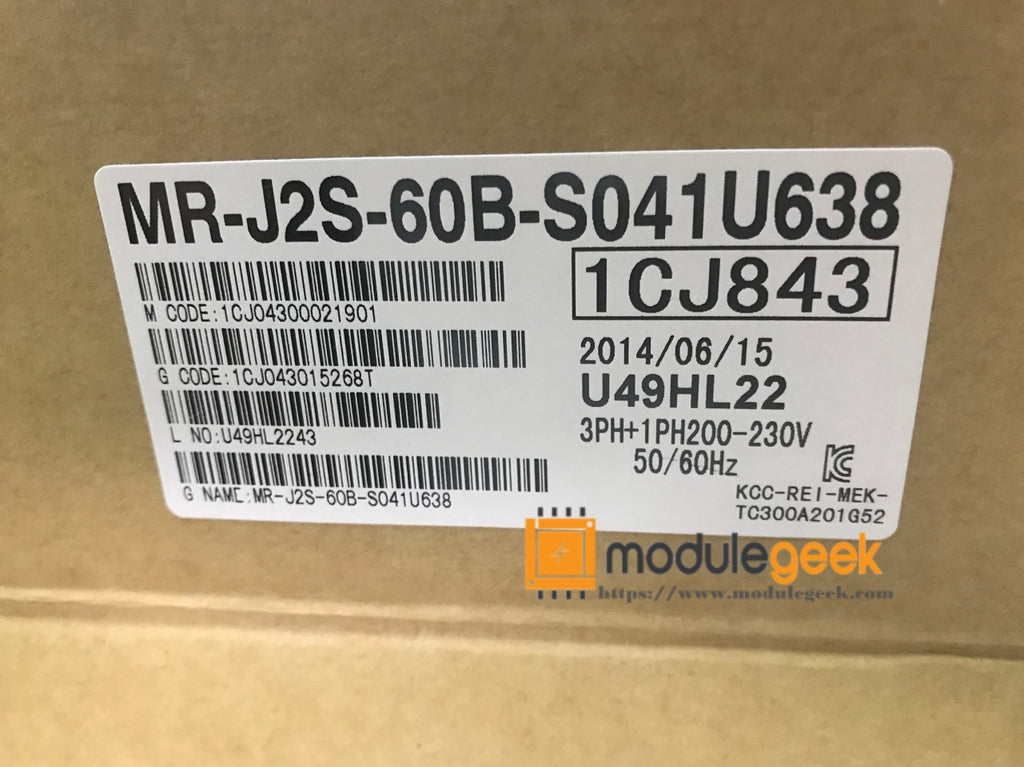 MR-J2S-60B-S041U638
1CJ843
M CODE:1CJ04300021901
2014/06/15
G CODE:1CJ043015268T
U49HL22
3PH+1PH200-230V
L NO:U49HL2243
50/60Hz
KCC-REI-MEK-
TC300A201G52
G NAME:MR-J2S-60B-S041U638
modulegeek
https://www.modulegeek.com